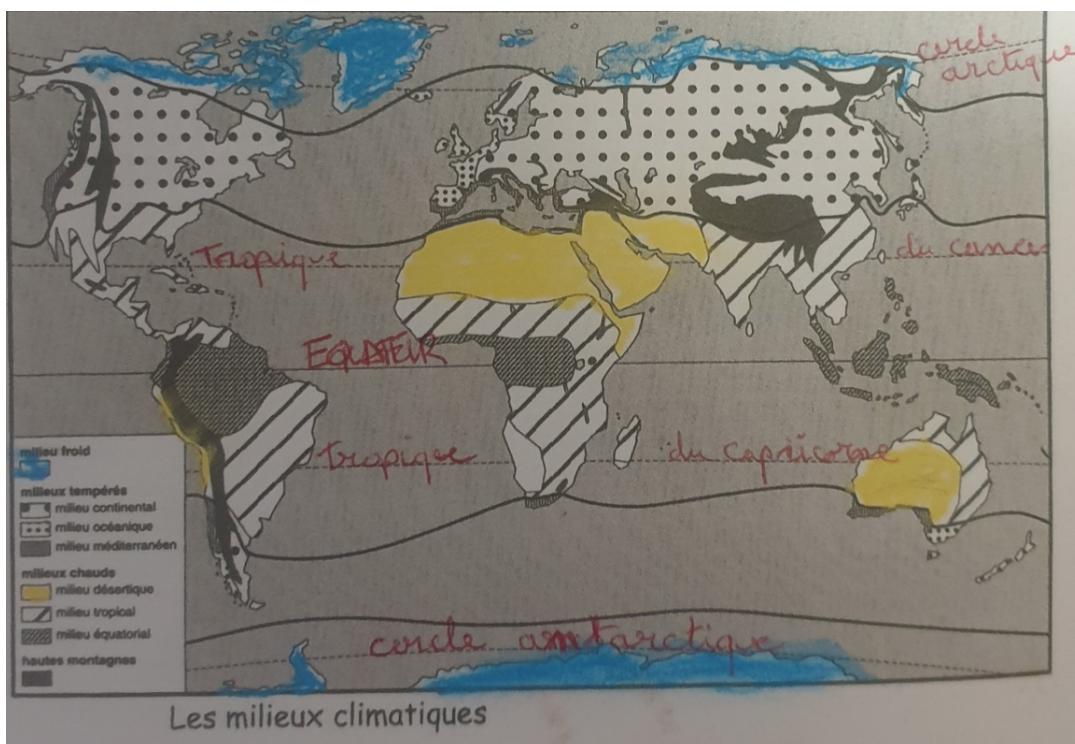 cercle
arctique
Tropique du cancer
EQUATEUR
tropique du capricorne
milieu froid
milieux tempérés
milieu continental
milieu océanique
milieu méditerranéen
milieux chauds
milieu désertique
milieu tropical
milieu équatorial
hautes montagnes
cercle antarctique
Les milieux climatiques